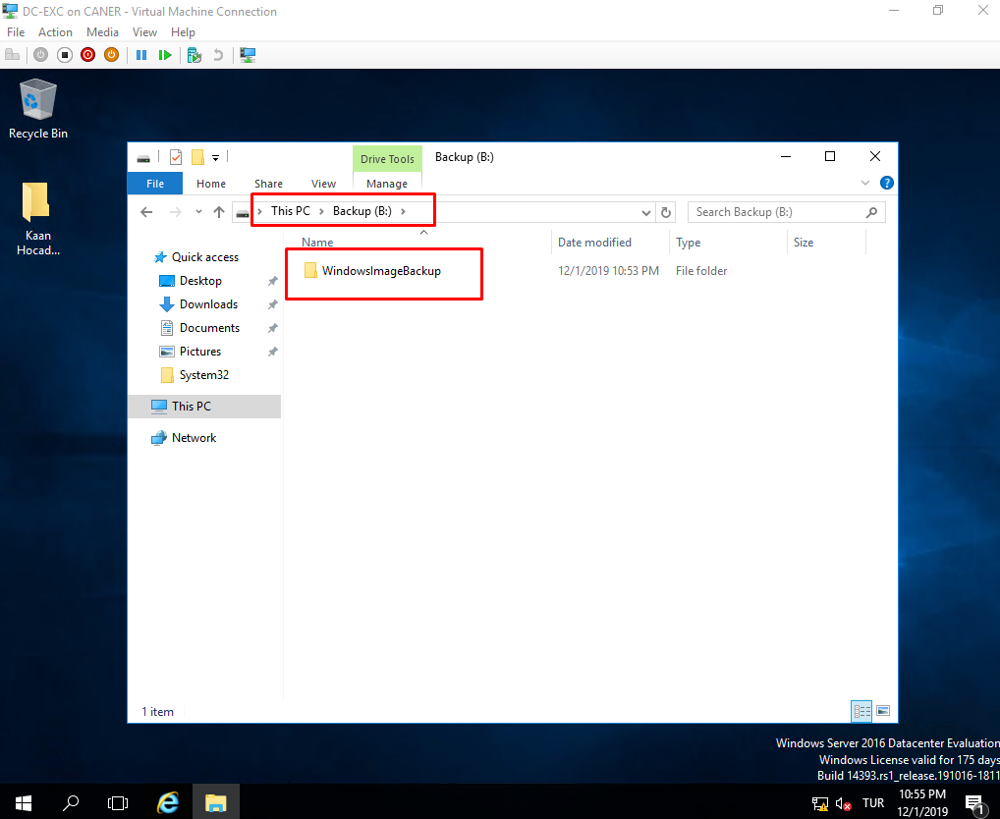 DC-EXC on CANER - Virtual Machine Connection
File Action Media View Help
Recycle Bin
Kaan
Hocad...
Drive Tools Backup (B:)
File Home Share View Manage
This PC > Backup (B:) >
Search Backup (B:)
Name Date modified Type Size
WindowsImageBackup 12/1/2019 10:53 PM File folder
Quick access
Desktop
Downloads
Documents
Pictures
System32
This PC
Network
1 item
Windows Server 2016 Datacenter Evaluation
Windows License valid for 175 days
Build 14393.rs1_release.191016-1811
TUR
10:55 PM
12/1/2019
1